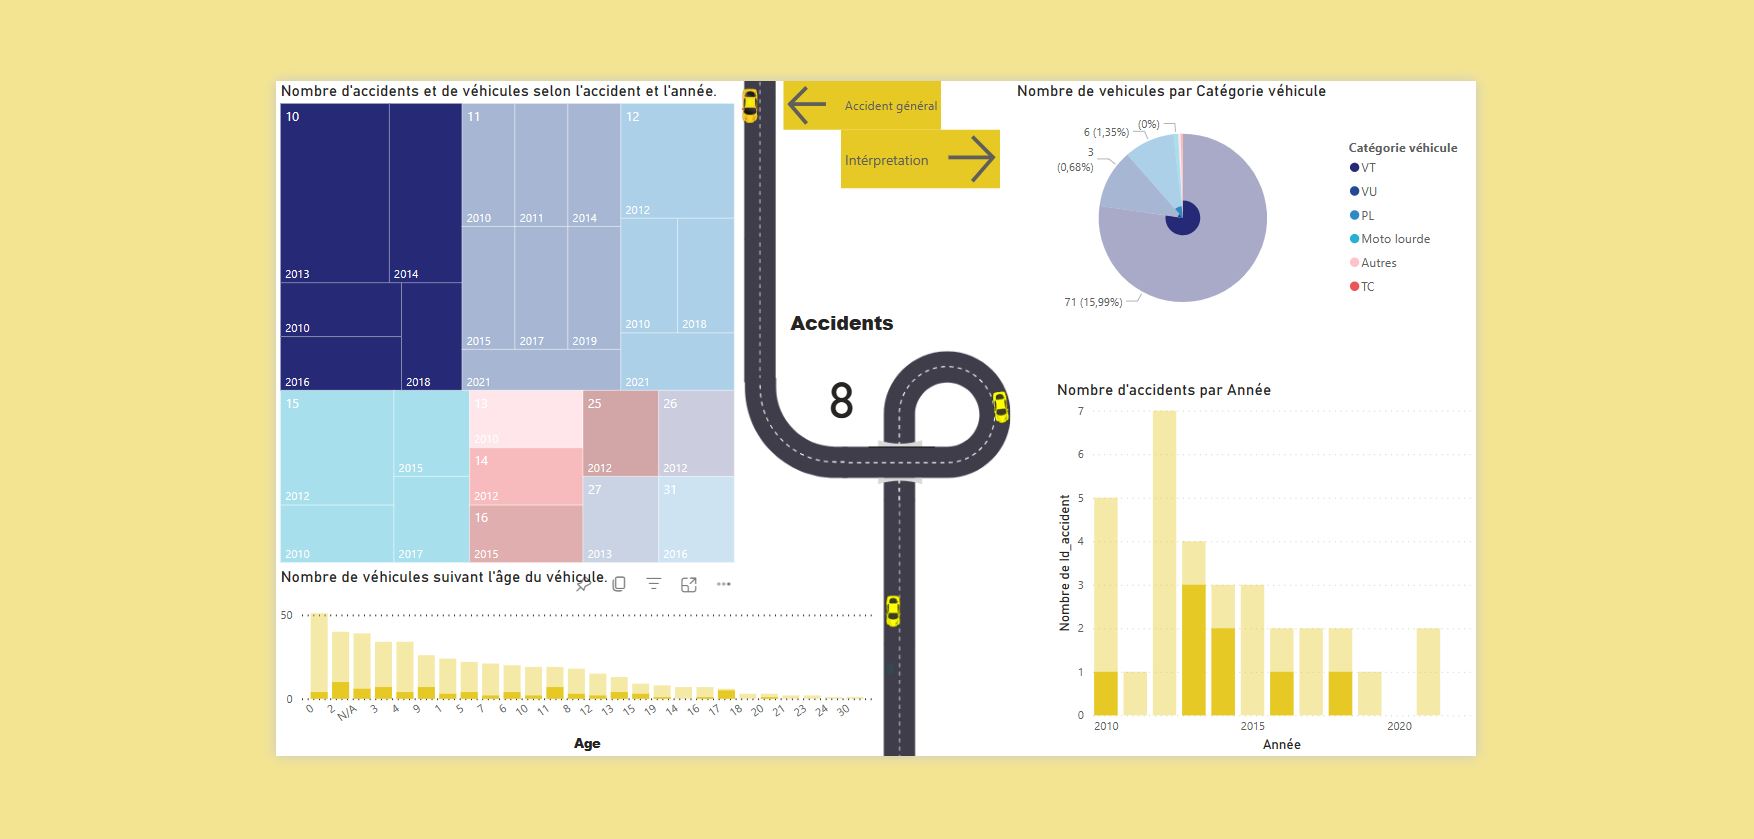 Nombre d'accidents et de véhicules selon l'accident et l'année.
10
2013
2014
2010
2016
2018
11
2010
2011
2014
2015
2017
2019
2021
12
2012
2010
2018
2021
15
2012
2010
2015
2017
13
2010
14
2012
16
2015
25
2012
26
2012
27
2013
31
2016
Accident général
Intérpretation
Accidents
8
Nombre de vehicules par Catégorie véhicule
(0%)
6 (1,35%)
3
(0,68%)
71 (15,99%)
Catégorie véhicule
VT
VU
PL
Moto lourde
Autres
TC
Nombre de véhicules suivant l'âge du véhicule.
50
0
0 2 N/A 3 4 9 1 5 7 6 10 11 8 12 13 15 19 14 16 17 18 20 21 23 24 30
Age
Nombre d'accidents par Année
Nombre de Id_accident
7
6
5
4
3
2
1
0
2010 2015 2020
Année